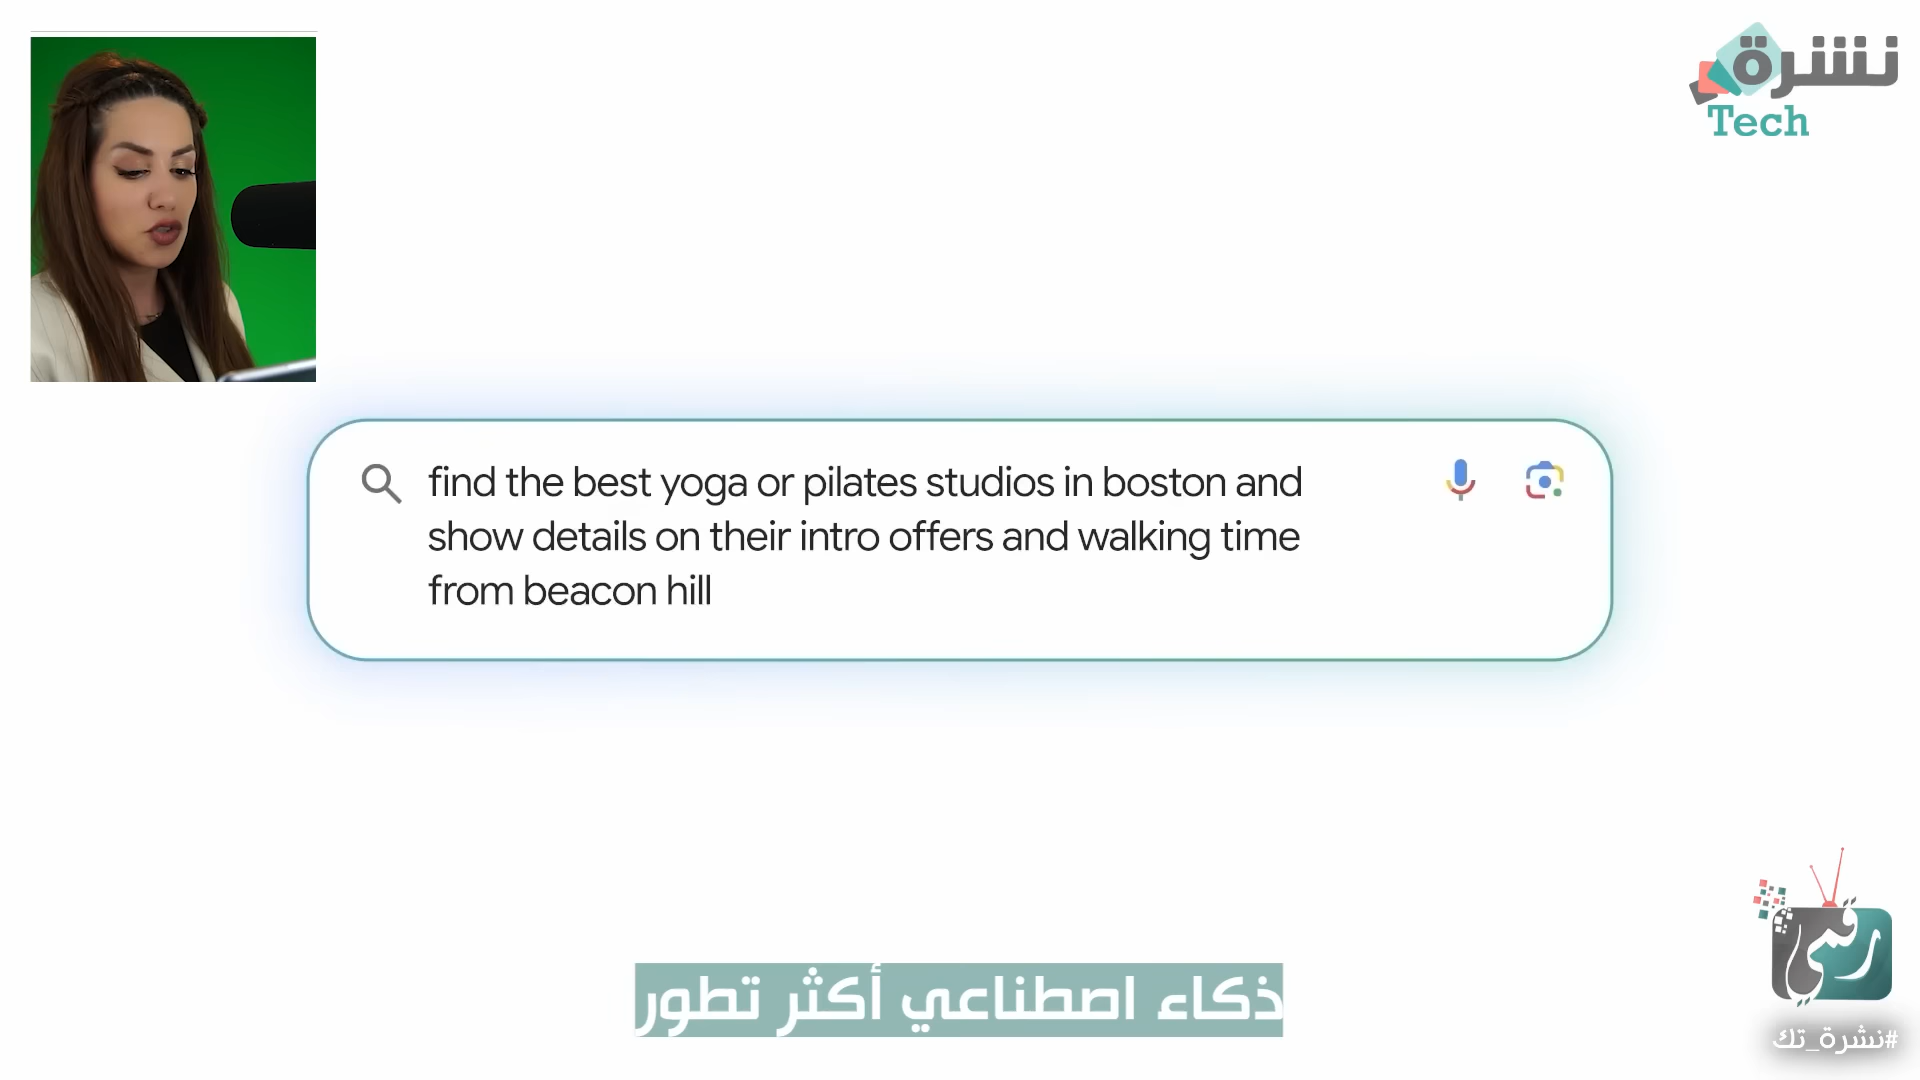 نشرة
Tech
find the best yoga or pilates studios in boston and
show details on their intro offers and walking time
from beacon hill
ذكاء اصطناعي أكثر تطور
رقمي
#نشرة_تك